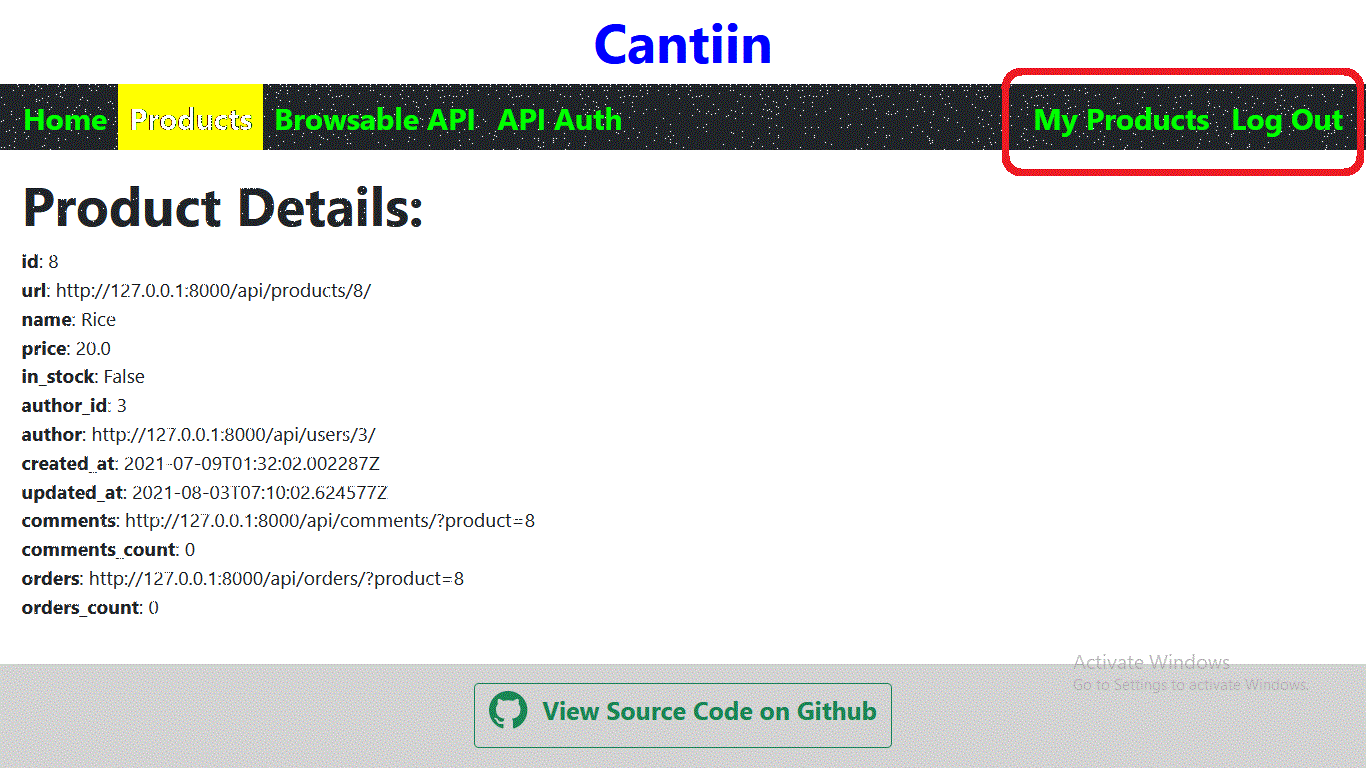 Cantiin
Home Products Browsable API API Auth My Products Log Out
Product Details:
id: 8
url: http://127.0.0.1:8000/api/products/8/
name: Rice
price: 20.0
in_stock: False
author_id: 3
author: http://127.0.0.1:8000/api/users/3/
created_at: 2021-07-09T01:32:02.002287Z
updated_at: 2021-08-03T07:10:02.624577Z
comments: http://127.0.0.1:8000/api/comments/?product=8
comments_count: 0
orders: http://127.0.0.1:8000/api/orders/?product=8
orders_count: 0
Activate Windows
Go to Settings to activate Windows.
View Source Code on Github